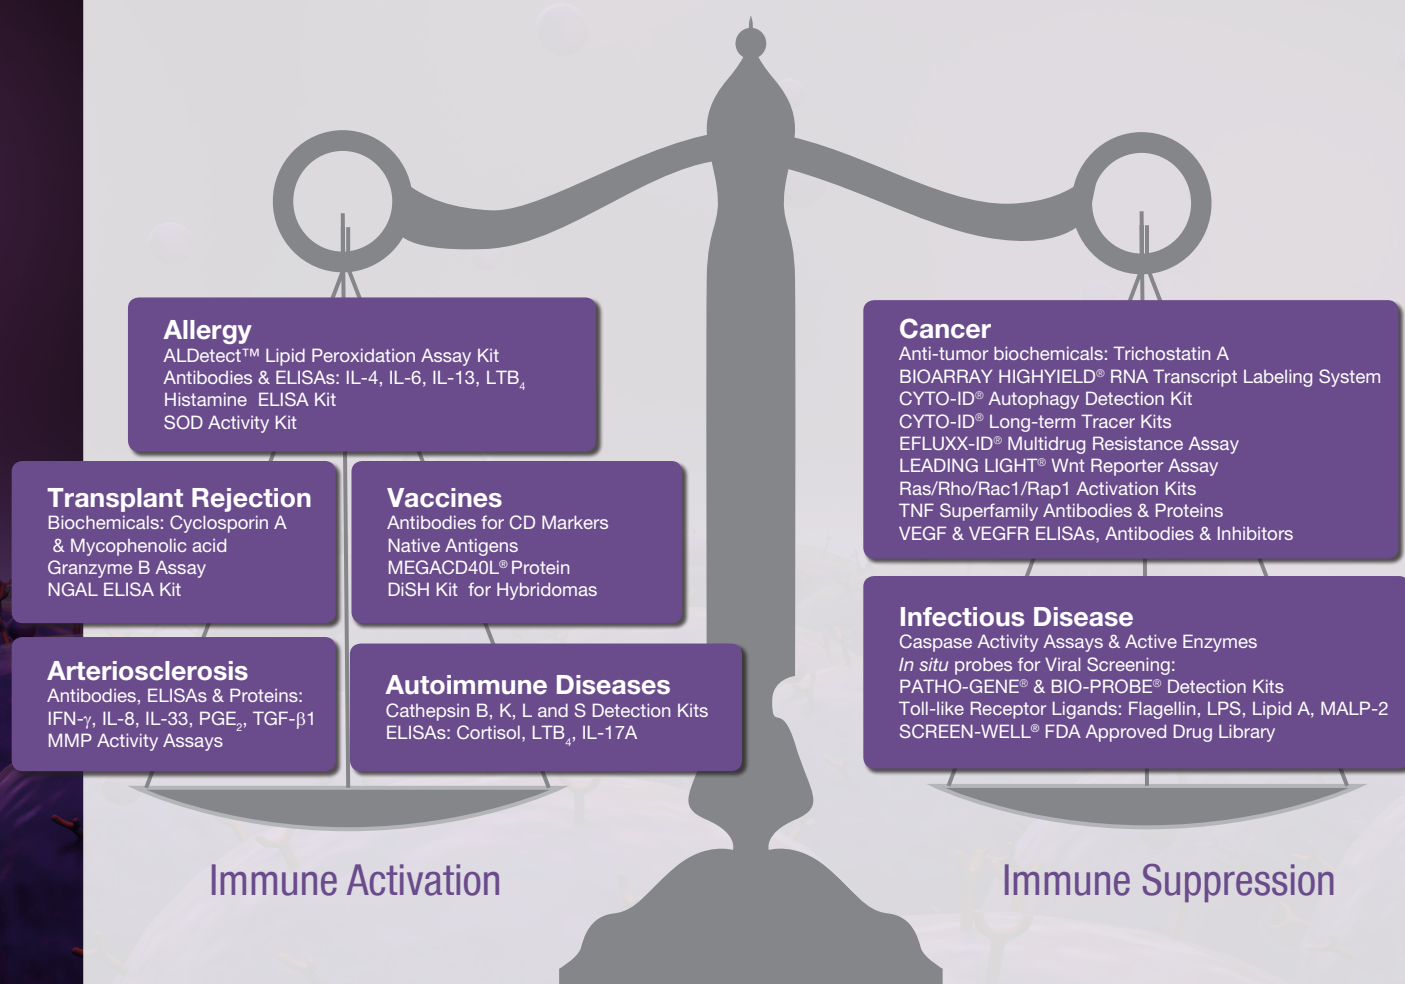 Allergy
ALDetect™ Lipid Peroxidation Assay Kit
Antibodies & ELISAs: IL-4, IL-6, IL-13, LTB₄
Histamine  ELISA Kit
SOD Activity Kit
Transplant Rejection
Biochemicals: Cyclosporin A
& Mycophenolic acid
Granzyme B Assay
NGAL ELISA Kit
Vaccines
Antibodies for CD Markers
Native Antigens
MEGACD40L® Protein
DiSH Kit  for Hybridomas
Arteriosclerosis
Antibodies, ELISAs & Proteins:
IFN-γ, IL-8, IL-33, PGE₂, TGF-β1
MMP Activity Assays
Autoimmune Diseases
Cathepsin B, K, L and S Detection Kits
ELISAs: Cortisol, LTB₄, IL-17A
Immune Activation
Cancer
Anti-tumor biochemicals: Trichostatin A
BIOARRAY HIGHYIELD® RNA Transcript Labeling System
CYTO-ID® Autophagy Detection Kit
CYTO-ID® Long-term Tracer Kits
EFLUXX-ID® Multidrug Resistance Assay
LEADING LIGHT® Wnt Reporter Assay
Ras/Rho/Rac1/Rap1 Activation Kits
TNF Superfamily Antibodies & Proteins
VEGF & VEGFR ELISAs, Antibodies & Inhibitors
Infectious Disease
Caspase Activity Assays & Active Enzymes
In situ probes for Viral Screening:
PATHO-GENE® & BIO-PROBE® Detection Kits
Toll-like Receptor Ligands: Flagellin, LPS, Lipid A, MALP-2
SCREEN-WELL® FDA Approved Drug Library
Immune Suppression